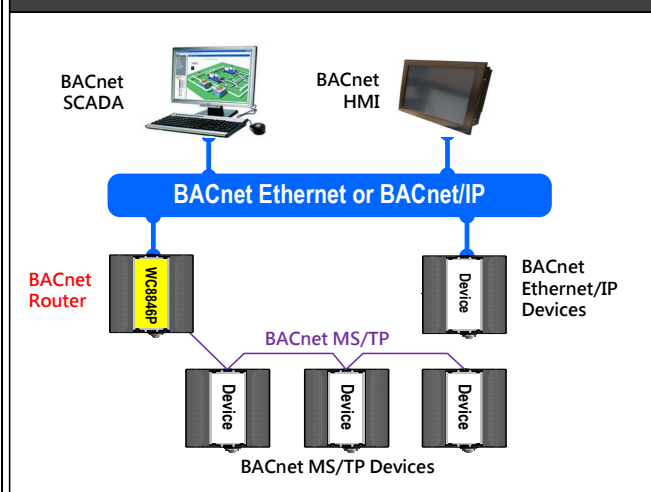 BACnet
SCADA
BACnet
HMI
BACnet Ethernet or BACnet/IP
BACnet
Router
WC8846P
Device
BACnet
Ethernet/IP
Devices
BACnet MS/TP
Device
Device
Device
BACnet MS/TP Devices